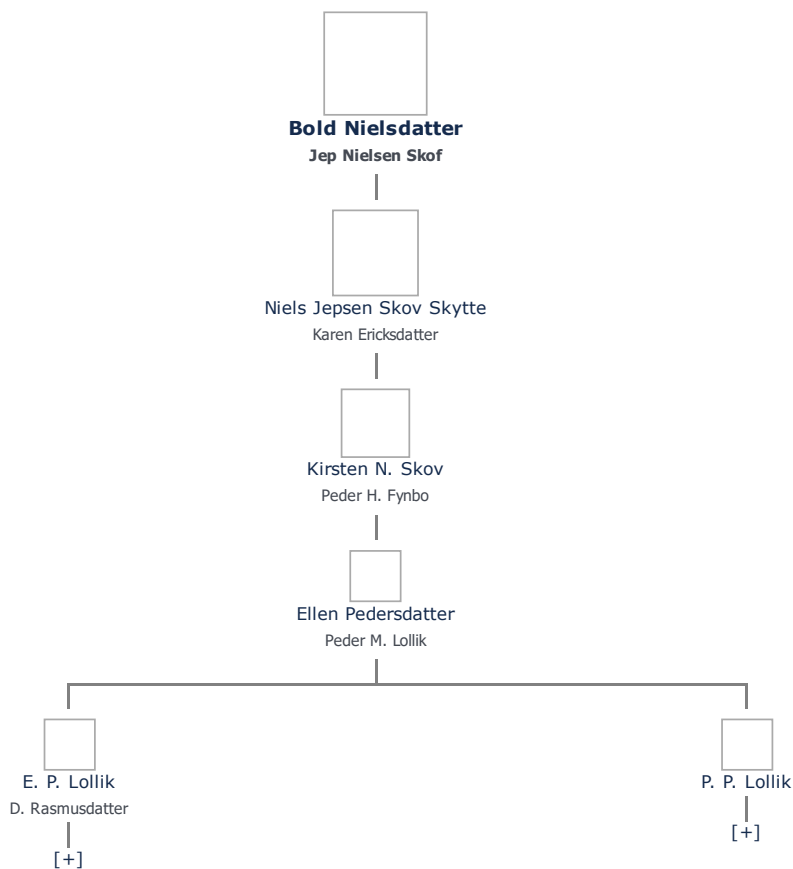 Bold Nielsdatter
Jep Nielsen Skof
Niels Jepsen Skov Skytte
Karen Ericksdatter
Kirsten N. Skov
Peder H. Fynbo
Ellen Pedersdatter
Peder M. Lollik
E. P. Lollik
D. Rasmusdatter
[+]
P. P. Lollik
[+]